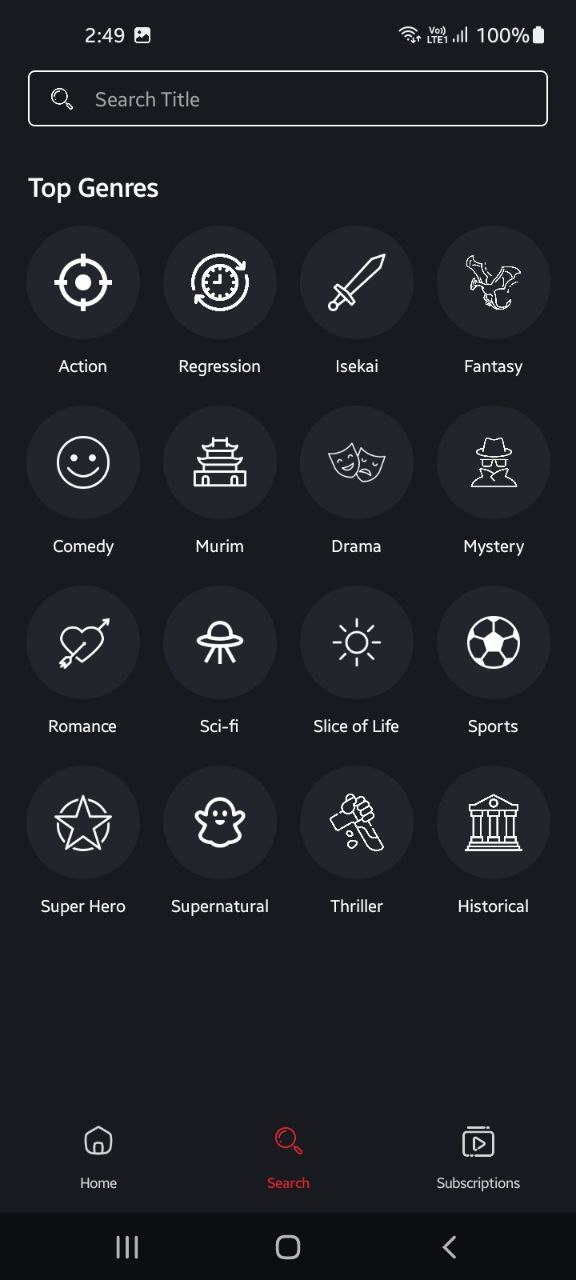 2:49
Vo))
LTE1
100%
Search Title
Top Genres
Action
Regression
Isekai
Fantasy
Comedy
Murim
Drama
Mystery
Romance
Sci-fi
Slice of Life
Sports
Super Hero
Supernatural
Thriller
Historical
Home
Search
Subscriptions